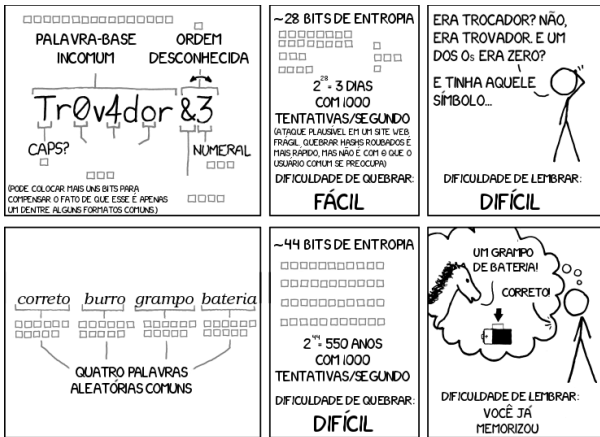 PALAVRA-BASE
INCOMUM
ORDEM
DESCONHECIDA
Tr0v4dor &3
CAPS?
NUMERAL
(PODE COLOCAR MAIS UNS BITS PARA
COMPENSAR O FATO DE QUE ESSE É APENAS
UM DENTRE ALGUNS FORMATOS COMUNS)
~28 BITS DE ENTROPIA
2²⁸ = 3 DIAS
COM 1000
TENTATIVAS/SEGUNDO
(ATAQUE PLAUSÍVEL EM UM SITE WEB
FRAGIL. QUEBRAR HASHS ROUBADOS É
MAIS RÁPIDO, MAS NÃO É COM O QUE O
USUÁRIO COMUM SE PREOCUPA)
DIFICULDADE DE QUEBRAR:
FÁCIL
ERA TROCADOR? NÃO,
ERA TROVADOR. E UM
DOS Os ERA ZERO?
E TINHA AQUELE
SÍMBOLO...
DIFICULDADE DE LEMBRAR:
DIFÍCIL
correto burro grampo bateria
QUATRO PALAVRAS
ALEATÓRIAS COMUNS
~44 BITS DE ENTROPIA
2⁴⁴ = 550 ANOS
COM 1000
TENTATIVAS/SEGUNDO
DIFICULDADE DE QUEBRAR:
DIFÍCIL
UM GRAMPO
DE BATERIA!
CORRETO!
DIFICULDADE DE LEMBRAR:
VOCÊ JÁ
MEMORIZOU